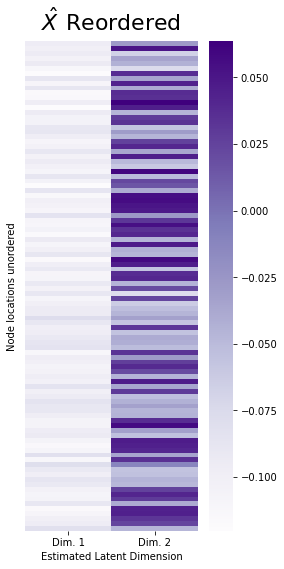 X̂ Reordered
Node locations unordered
0.050
0.025
0.000
−0.025
−0.050
−0.075
−0.100
Dim. 1 Dim. 2
Estimated Latent Dimension